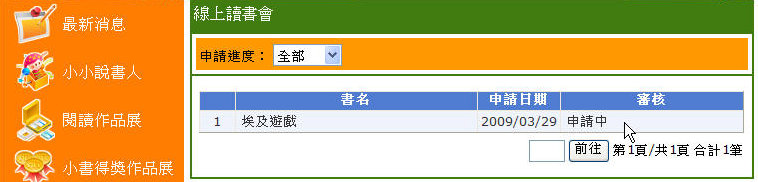 最新消息
小小說書人
閱讀作品展
小書得獎作品展
線上讀書會
申請進度： 全部
書名 申請日期 審核
1 埃及遊戲 2009/03/29 申請中
前往 第1頁/共1頁 合計1筆